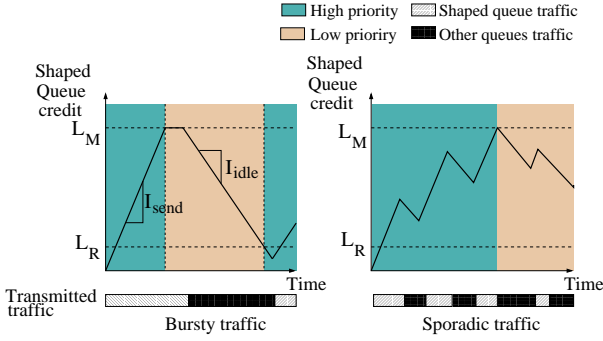 High priority
Shaped queue traffic
Low prioriry
Other queues traffic
Shaped
Queue
credit
L_M
I_send
I_idle
L_R
Time
Shaped
Queue
credit
L_M
L_R
Time
Transmitted
traffic
Bursty traffic
Sporadic traffic